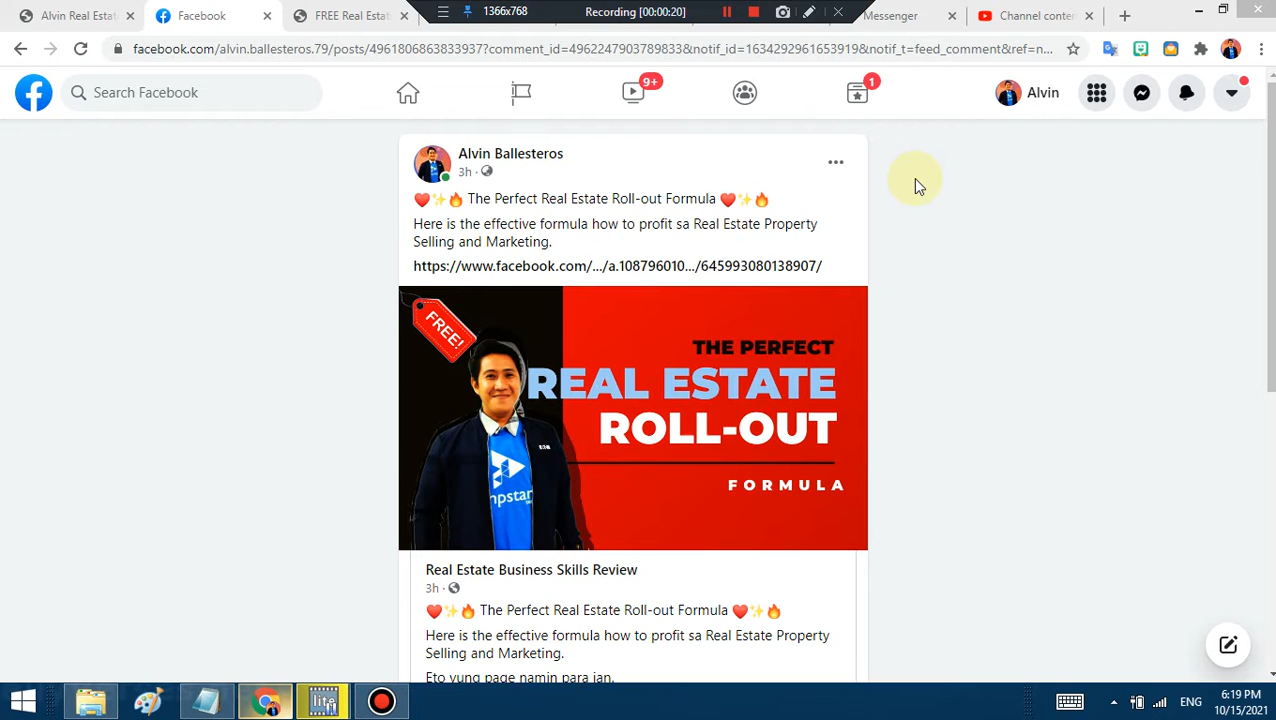 Alvin Real Estat
Facebook
FREE Real Estat
1366x768
Recording [00:00:20]
Messenger
Channel conten
facebook.com/alvin.ballesteros.79/posts/4961806863833937?comment_id=4962247903789833&notif_id=1634292961653919&notif_t=feed_comment&ref=n...
Search Facebook
9+
1
Alvin
Alvin Ballesteros
3h ·
❤️✨🔥 The Perfect Real Estate Roll-out Formula ❤️✨🔥
Here is the effective formula how to profit sa Real Estate Property
Selling and Marketing.
https://www.facebook.com/.../a.108796010.../645993080138907/
FREE!
THE PERFECT
REAL ESTATE
ROLL-OUT
FORMULA
mpstar
Real Estate Business Skills Review
3h ·
❤️✨🔥 The Perfect Real Estate Roll-out Formula ❤️✨🔥
Here is the effective formula how to profit sa Real Estate Property
Selling and Marketing.
Eto yung page namin para jan.
lite
ENG
6:19 PM
10/15/2021